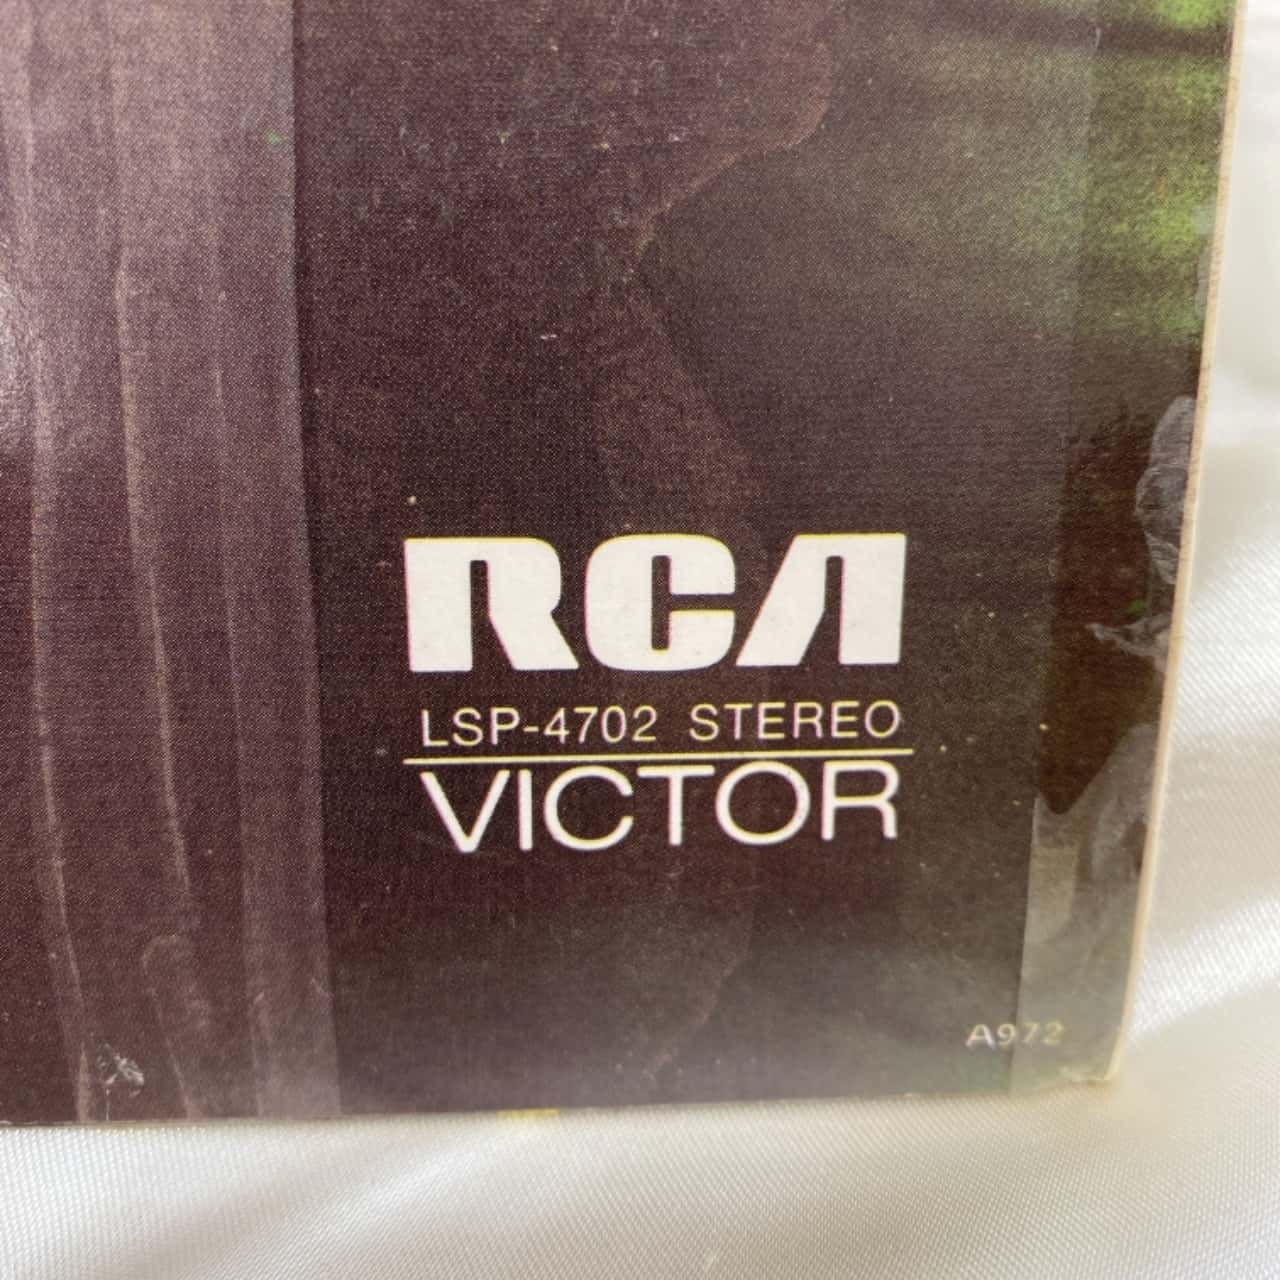 RCA
LSP-4702 STEREO
VICTOR
A972